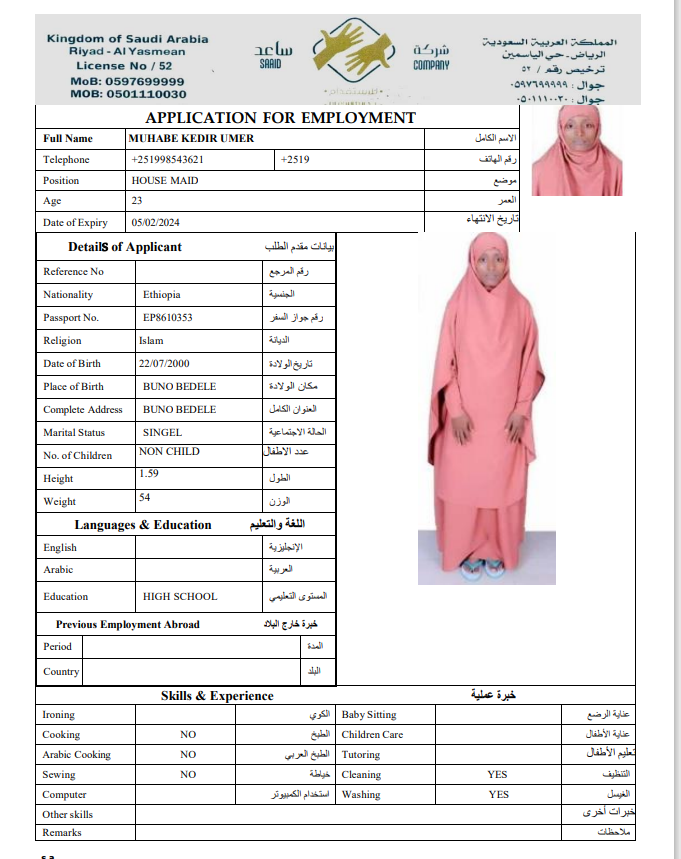 Kingdom of Saudi Arabia
Riyad - Al Yasmean
License No / 52
MoB: 0597699999
MOB: 0501110030
ساعد
SAAID
شركة
COMPANY
للاستقدام
المملكة العربية السعودية
الرياض - حي الياسمين
ترخيص رقم / ٥٢
جوال : ٠٥٩٧٦٩٩٩٩٩
جوال : ٠٥٠١١١٠٠٣٠
APPLICATION FOR EMPLOYMENT
Full Name MUHABE KEDIR UMER الاسم الكامل
Telephone +251998543621 +2519 رقم الهاتف
Position HOUSE MAID موضع
Age 23 العمر
Date of Expiry 05/02/2024 تاريخ الانتهاء
Details of Applicant بيانات مقدم الطلب
Reference No رقم المرجع
Nationality Ethiopia الجنسية
Passport No. EP8610353 رقم جواز السفر
Religion Islam الديانة
Date of Birth 22/07/2000 تاريخ الولادة
Place of Birth BUNO BEDELE مكان الولادة
Complete Address BUNO BEDELE العنوان الكامل
Marital Status SINGEL الحالة الاجتماعية
No. of Children NON CHILD عدد الاطفال
Height 1.59 الطول
Weight 54 الوزن
Languages & Education اللغة والتعليم
English الإنجليزية
Arabic العربية
Education HIGH SCHOOL المستوى التعليمي
Previous Employment Abroad خبرة خارج البلاد
Period المدة
Country البلد
Skills & Experience خبرة عملية
Ironing الكوي Baby Sitting عناية الرضع
Cooking NO الطبخ Children Care عناية الأطفال
Arabic Cooking NO الطبخ العربي Tutoring تعليم الأطفال
Sewing NO خياطة Cleaning YES التنظيف
Computer استخدام الكمبيوتر Washing YES الغيسل
Other skills خبرات أخرى
Remarks ملاحظات